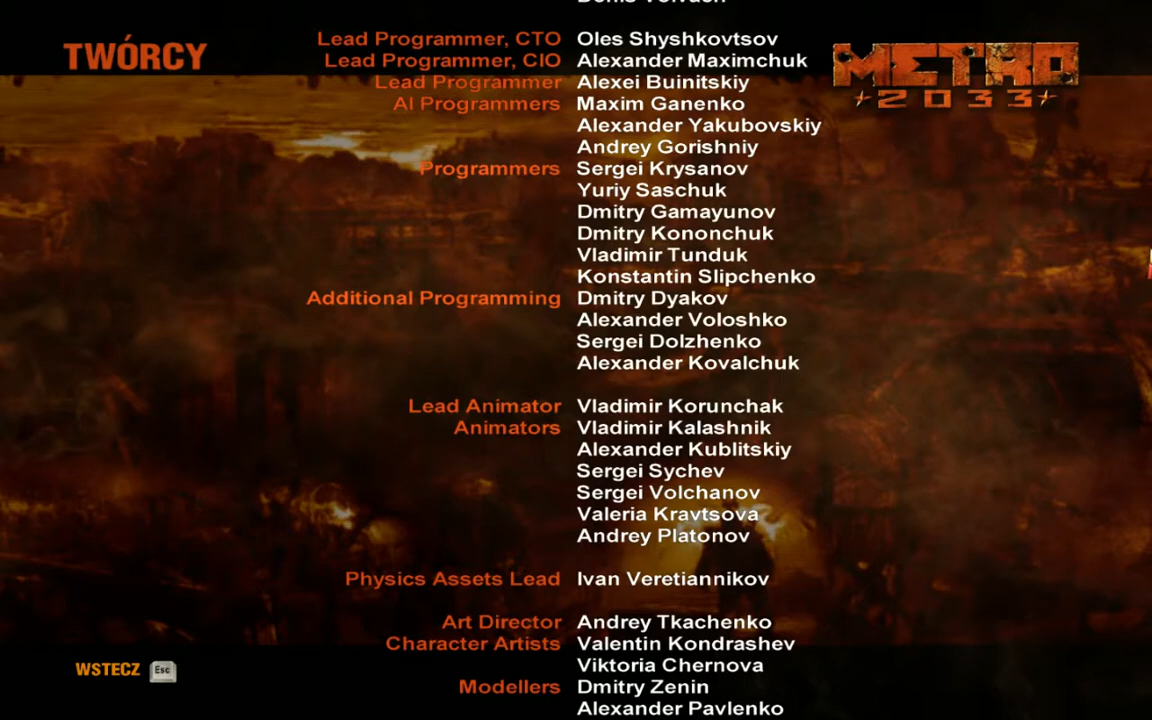 TWÓRCY
METRO
2033
Lead Programmer, CTO Oles Shyshkovtsov
Lead Programmer, CIO Alexander Maximchuk
Lead Programmer Alexei Buinitskiy
AI Programmers Maxim Ganenko
Alexander Yakubovskiy
Andrey Gorishniy
Programmers Sergei Krysanov
Yuriy Saschuk
Dmitry Gamayunov
Dmitry Kononchuk
Vladimir Tunduk
Konstantin Slipchenko
Additional Programming Dmitry Dyakov
Alexander Voloshko
Sergei Dolzhenko
Alexander Kovalchuk
Lead Animator Vladimir Korunchak
Animators Vladimir Kalashnik
Alexander Kublitskiy
Sergei Sychev
Sergei Volchanov
Valeria Kravtsova
Andrey Platonov
Physics Assets Lead Ivan Veretiannikov
Art Director Andrey Tkachenko
Character Artists Valentin Kondrashev
Viktoria Chernova
Modellers Dmitry Zenin
Alexander Pavlenko
WSTECZ Esc